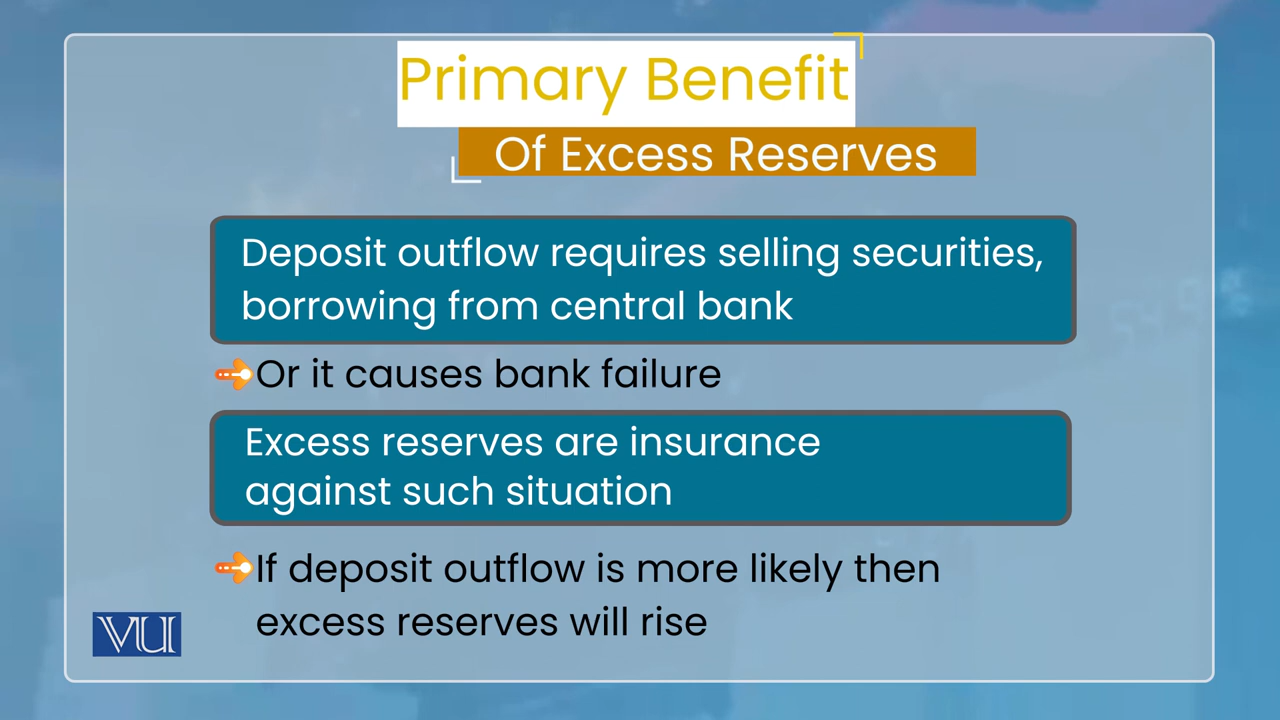 Primary Benefit
Of Excess Reserves
Deposit outflow requires selling securities,
borrowing from central bank
Or it causes bank failure
Excess reserves are insurance
against such situation
If deposit outflow is more likely then
excess reserves will rise
VU